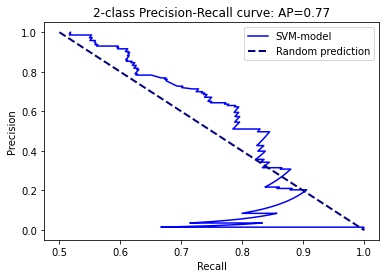 2-class Precision-Recall curve: AP=0.77
SVM-model
Random prediction
Precision
1.0
0.8
0.6
0.4
0.2
0.0
0.5 0.6 0.7 0.8 0.9 1.0
Recall